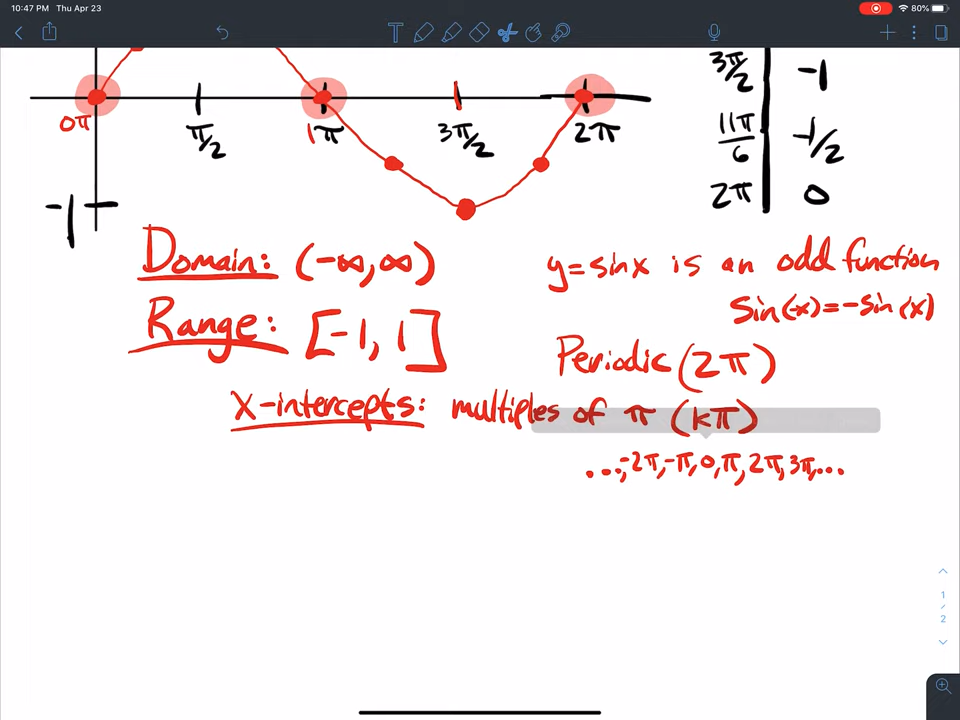 10:47 PM Thu Apr 23
80%
3π/2 -1
0π π/2 1π 3π/2 2π
11π/6 -1/2
2π 0
-1
Domain: (-∞,∞)
y=sinx is an odd function
sin(-x)=-sin(x)
Range: [-1,1]
Periodic (2π)
X-intercepts: multiples of π (kπ)
...,-2π,-π,0,π,2π,3π,...
1
/
2